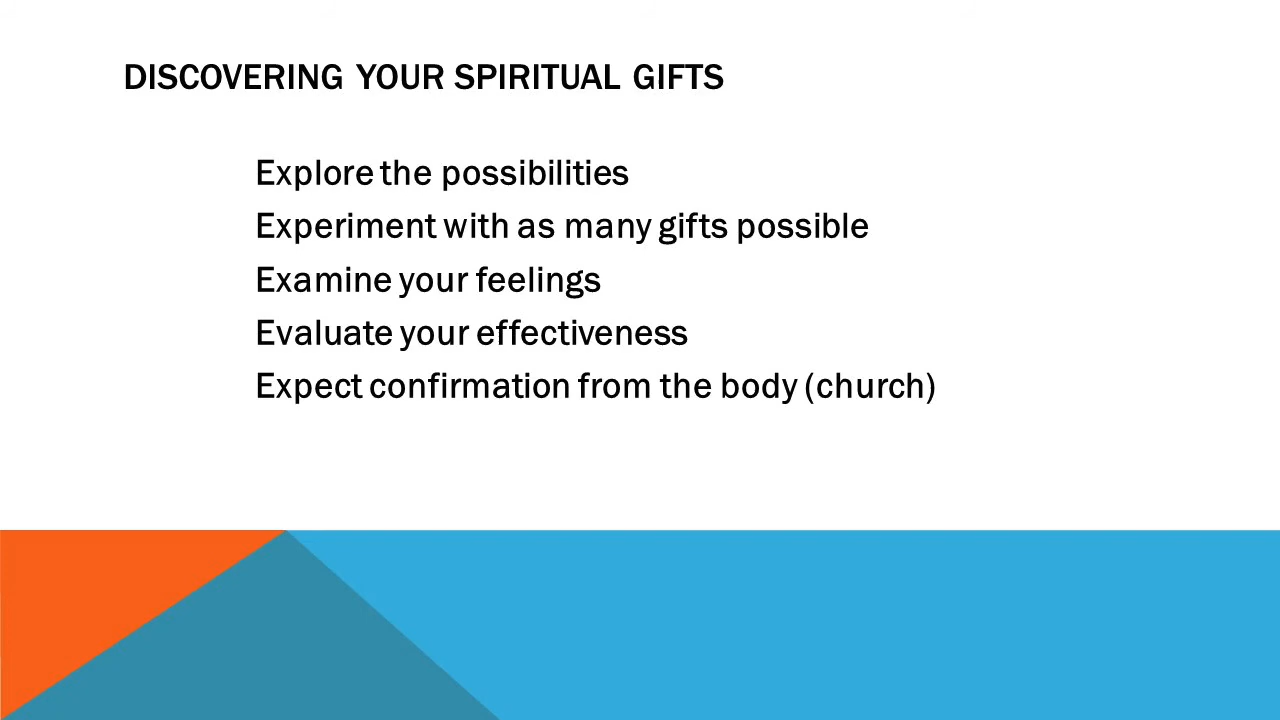 DISCOVERING YOUR SPIRITUAL GIFTS
Explore the possibilities
Experiment with as many gifts possible
Examine your feelings
Evaluate your effectiveness
Expect confirmation from the body (church)